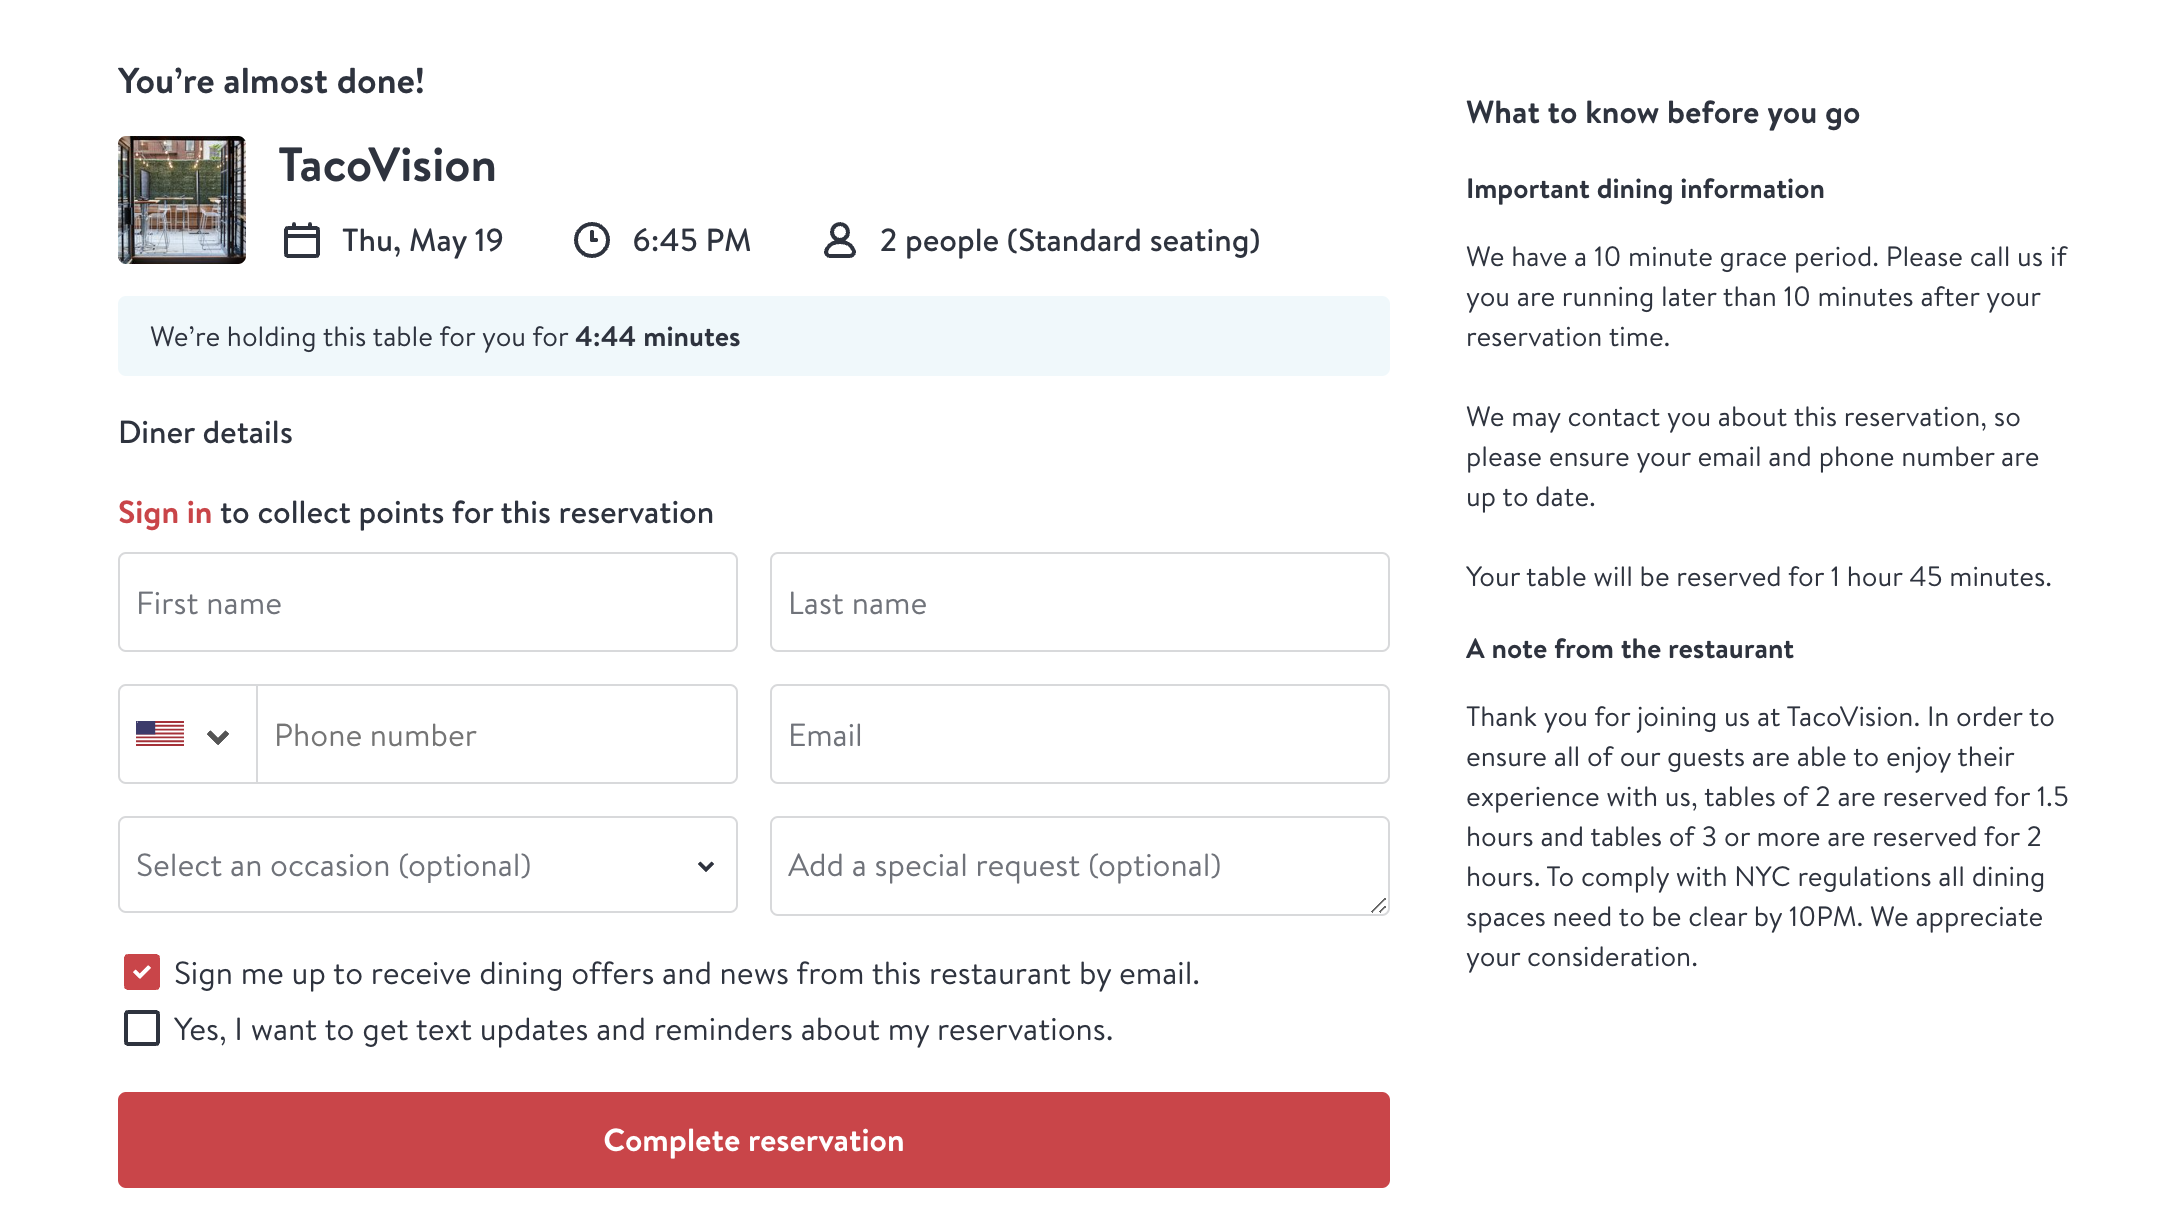 You’re almost done!
TacoVision
Thu, May 19
6:45 PM
2 people (Standard seating)
We’re holding this table for you for 4:44 minutes
Diner details
Sign in to collect points for this reservation
First name
Last name
Phone number
Email
Select an occasion (optional)
Add a special request (optional)
Sign me up to receive dining offers and news from this restaurant by email.
Yes, I want to get text updates and reminders about my reservations.
Complete reservation
What to know before you go
Important dining information
We have a 10 minute grace period. Please call us if
you are running later than 10 minutes after your
reservation time.
We may contact you about this reservation, so
please ensure your email and phone number are
up to date.
Your table will be reserved for 1 hour 45 minutes.
A note from the restaurant
Thank you for joining us at TacoVision. In order to
ensure all of our guests are able to enjoy their
experience with us, tables of 2 are reserved for 1.5
hours and tables of 3 or more are reserved for 2
hours. To comply with NYC regulations all dining
spaces need to be clear by 10PM. We appreciate
your consideration.